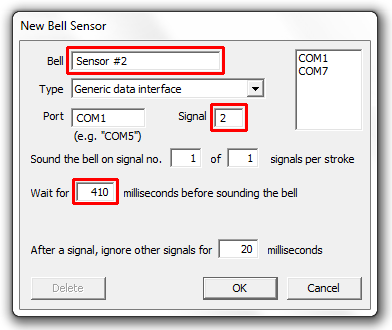 New Bell Sensor
Bell Sensor #2
Type Generic data interface
Port COM1 Signal 2
(e.g. "COM5")
COM1
COM7
Sound the bell on signal no. 1 of 1 signals per stroke
Wait for 410 milliseconds before sounding the bell
After a signal, ignore other signals for 20 milliseconds
Delete OK Cancel